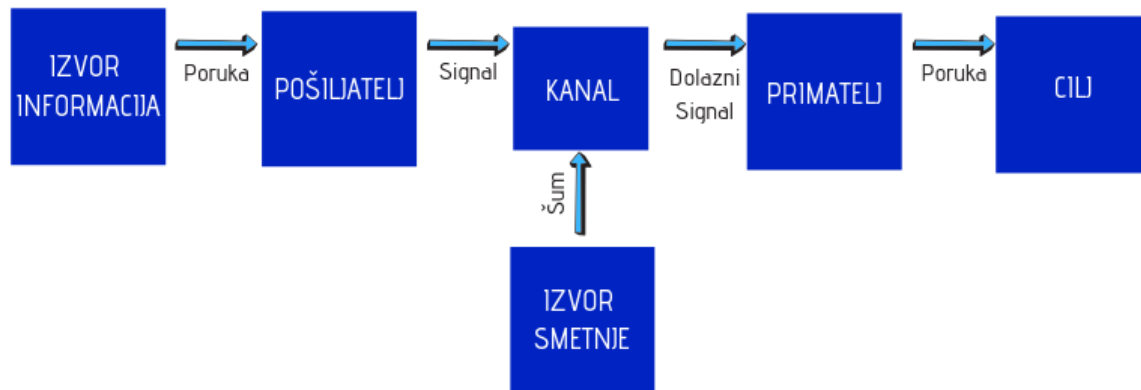 IZVOR
INFORMACIJA
Poruka
POŠILJATELJ
Signal
KANAL
Dolazni
Signal
PRIMATELJ
Poruka
CILJ
Šum
IZVOR
SMETNJE